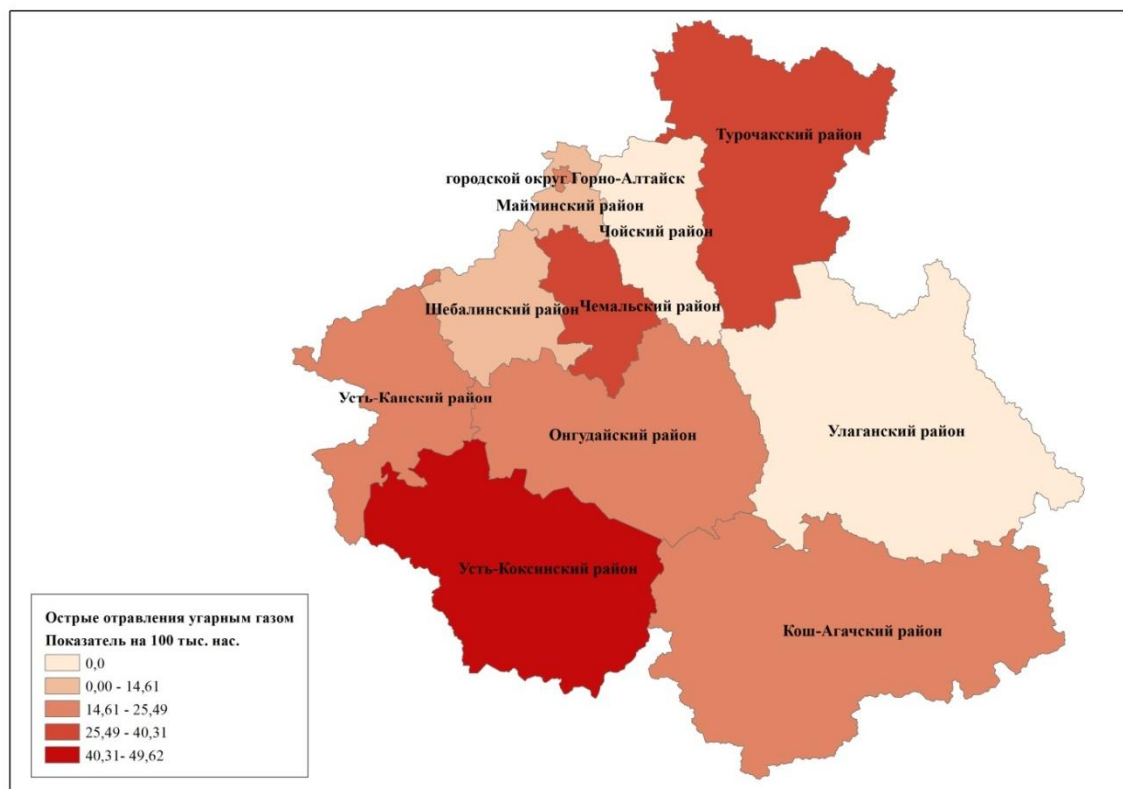 Турочакский район
городской округ Горно-Алтайск
Майминский район
Чойский район
Шебалинский район
Чемальский район
Усть-Канский район
Онгудайский район
Улаганский район
Усть-Коксинский район
Кош-Агачский район
Острые отравления угарным газом
Показатель на 100 тыс. нас.
0,0
0,00 - 14,61
14,61 - 25,49
25,49 - 40,31
40,31- 49,62